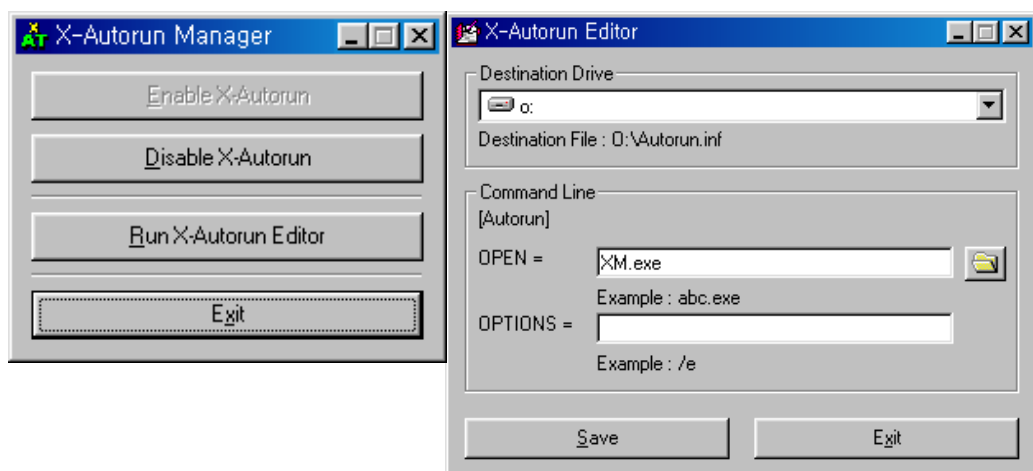 X-Autorun Manager
Enable X-Autorun
Disable X-Autorun
Run X-Autorun Editor
Exit
X-Autorun Editor
Destination Drive
o:
Destination File : O:\Autorun.inf
Command Line
[Autorun]
OPEN = XM.exe
Example : abc.exe
OPTIONS =
Example : /e
Save Exit